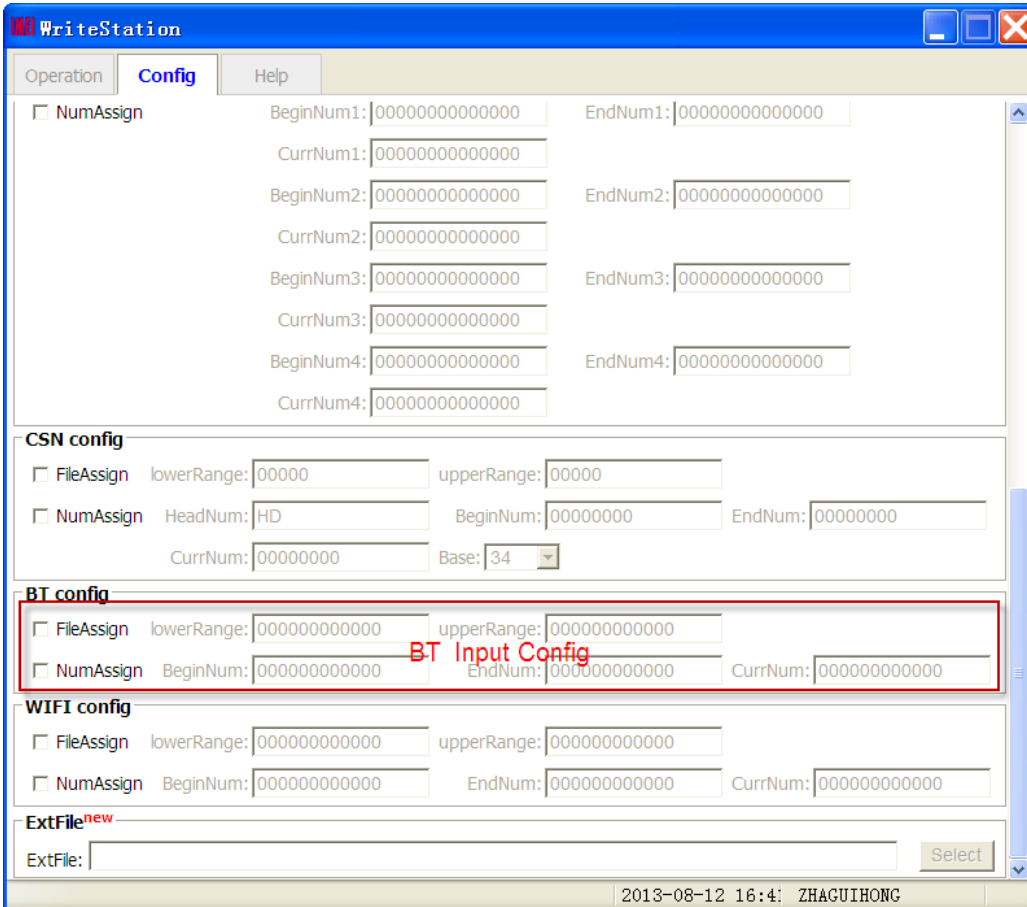 IMEI WriteStation
Operation Config Help
NumAssign BeginNum1: 00000000000000 EndNum1: 00000000000000
CurrNum1: 00000000000000
BeginNum2: 00000000000000 EndNum2: 00000000000000
CurrNum2: 00000000000000
BeginNum3: 00000000000000 EndNum3: 00000000000000
CurrNum3: 00000000000000
BeginNum4: 00000000000000 EndNum4: 00000000000000
CurrNum4: 00000000000000
CSN config
FileAssign lowerRange: 00000 upperRange: 00000
NumAssign HeadNum: HD BeginNum: 00000000 EndNum: 00000000
CurrNum: 00000000 Base: 34
BT config
FileAssign lowerRange: 000000000000 upperRange: 000000000000
BT Input Config
NumAssign BeginNum: 000000000000 EndNum: 000000000000 CurrNum: 000000000000
WIFI config
FileAssign lowerRange: 000000000000 upperRange: 000000000000
NumAssign BeginNum: 000000000000 EndNum: 000000000000 CurrNum: 000000000000
ExtFile new
ExtFile: Select
2013-08-12 16:4 ZHAGUIHONG